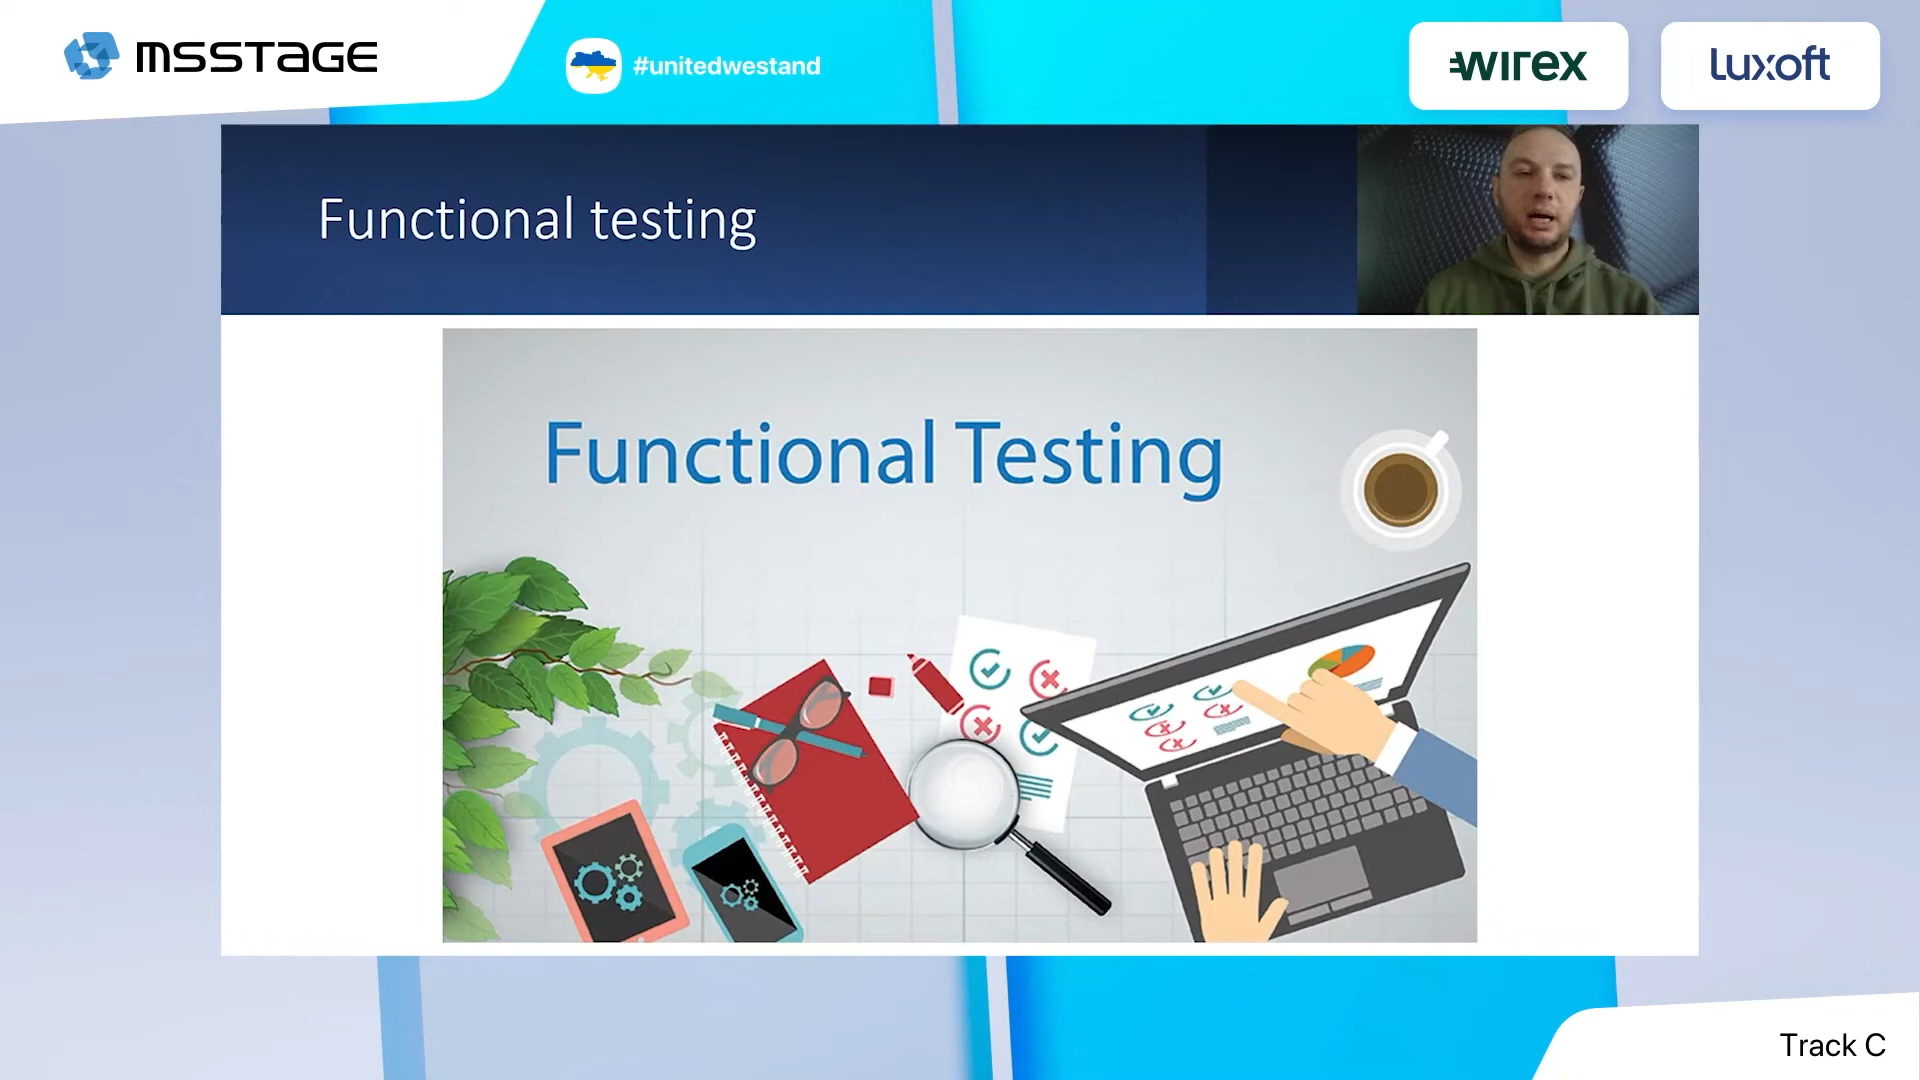 MSSTAGE
#unitedwestand
wirex
luxoft
Functional testing
Functional Testing
Track C